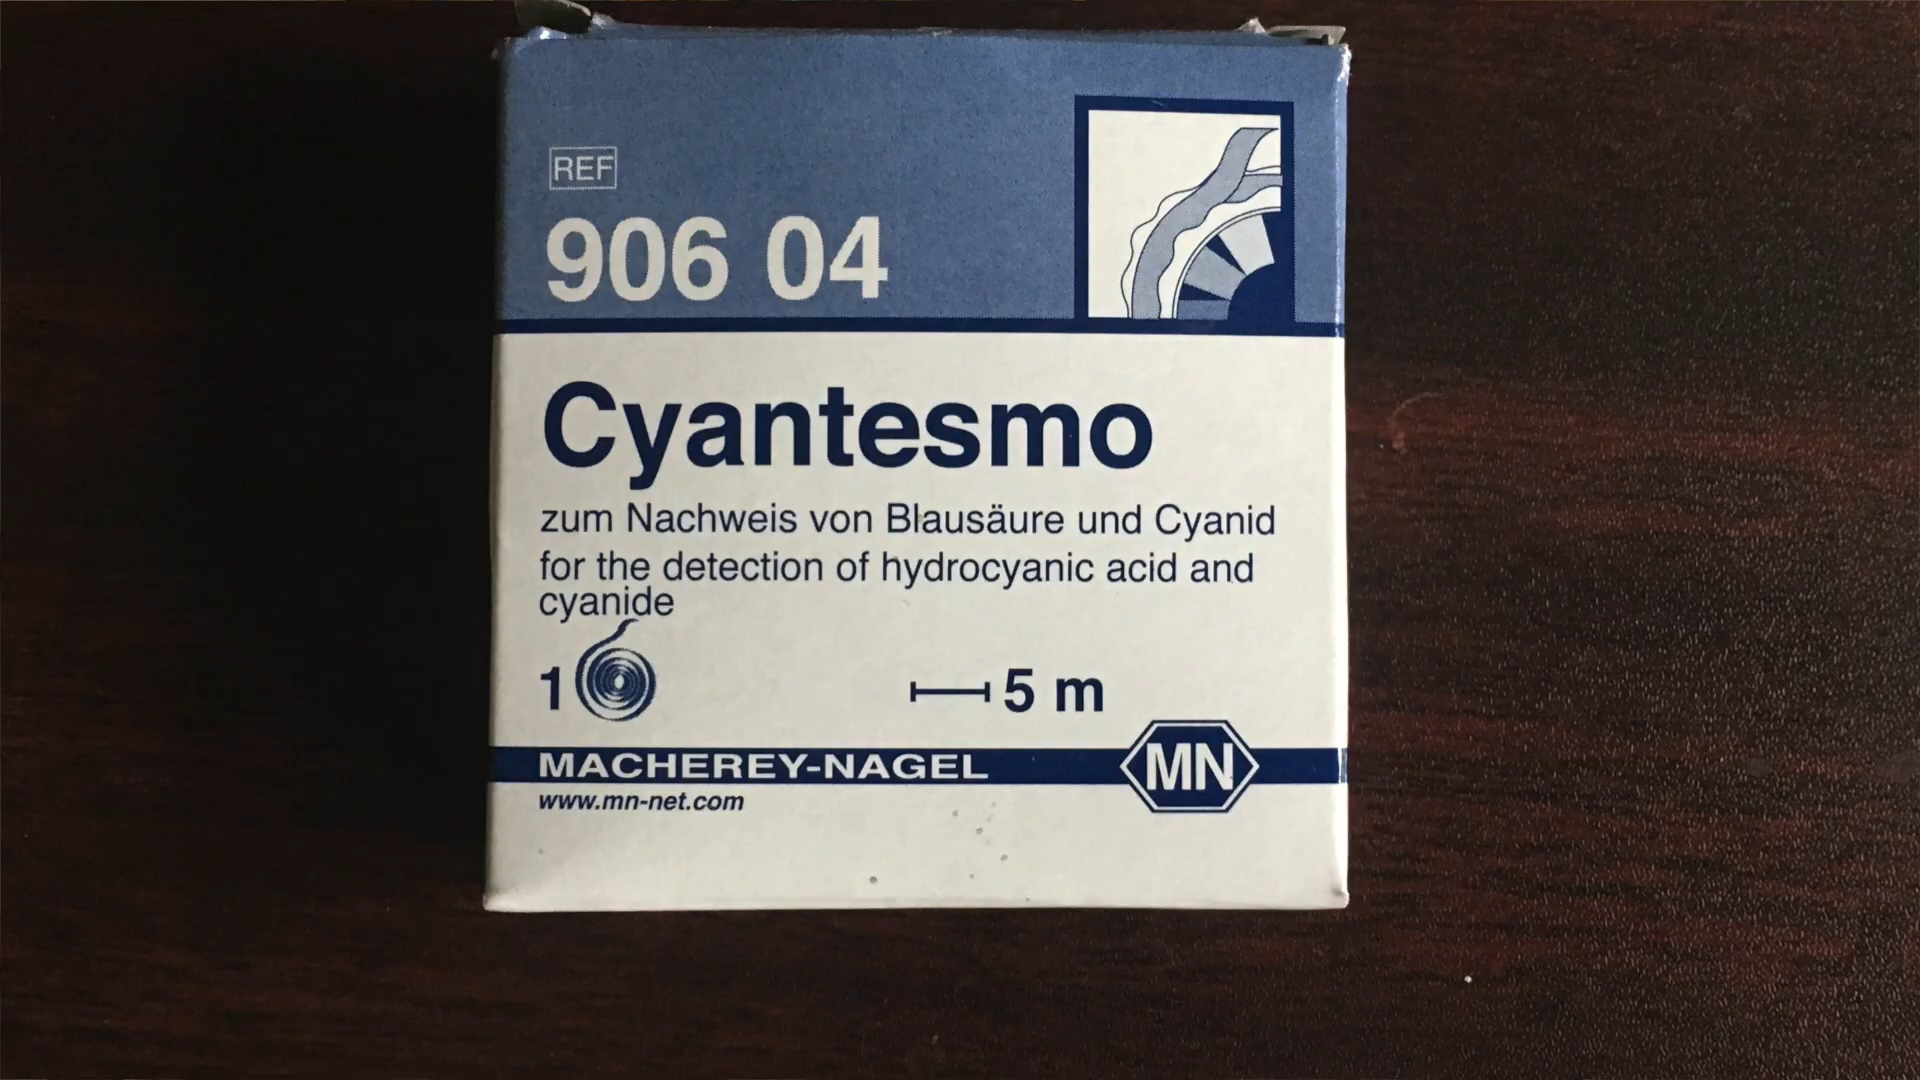 REF
906 04
Cyantesmo
zum Nachweis von Blausäure und Cyanid
for the detection of hydrocyanic acid and
cyanide
1 5 m
MACHEREY-NAGEL MN
www.mn-net.com